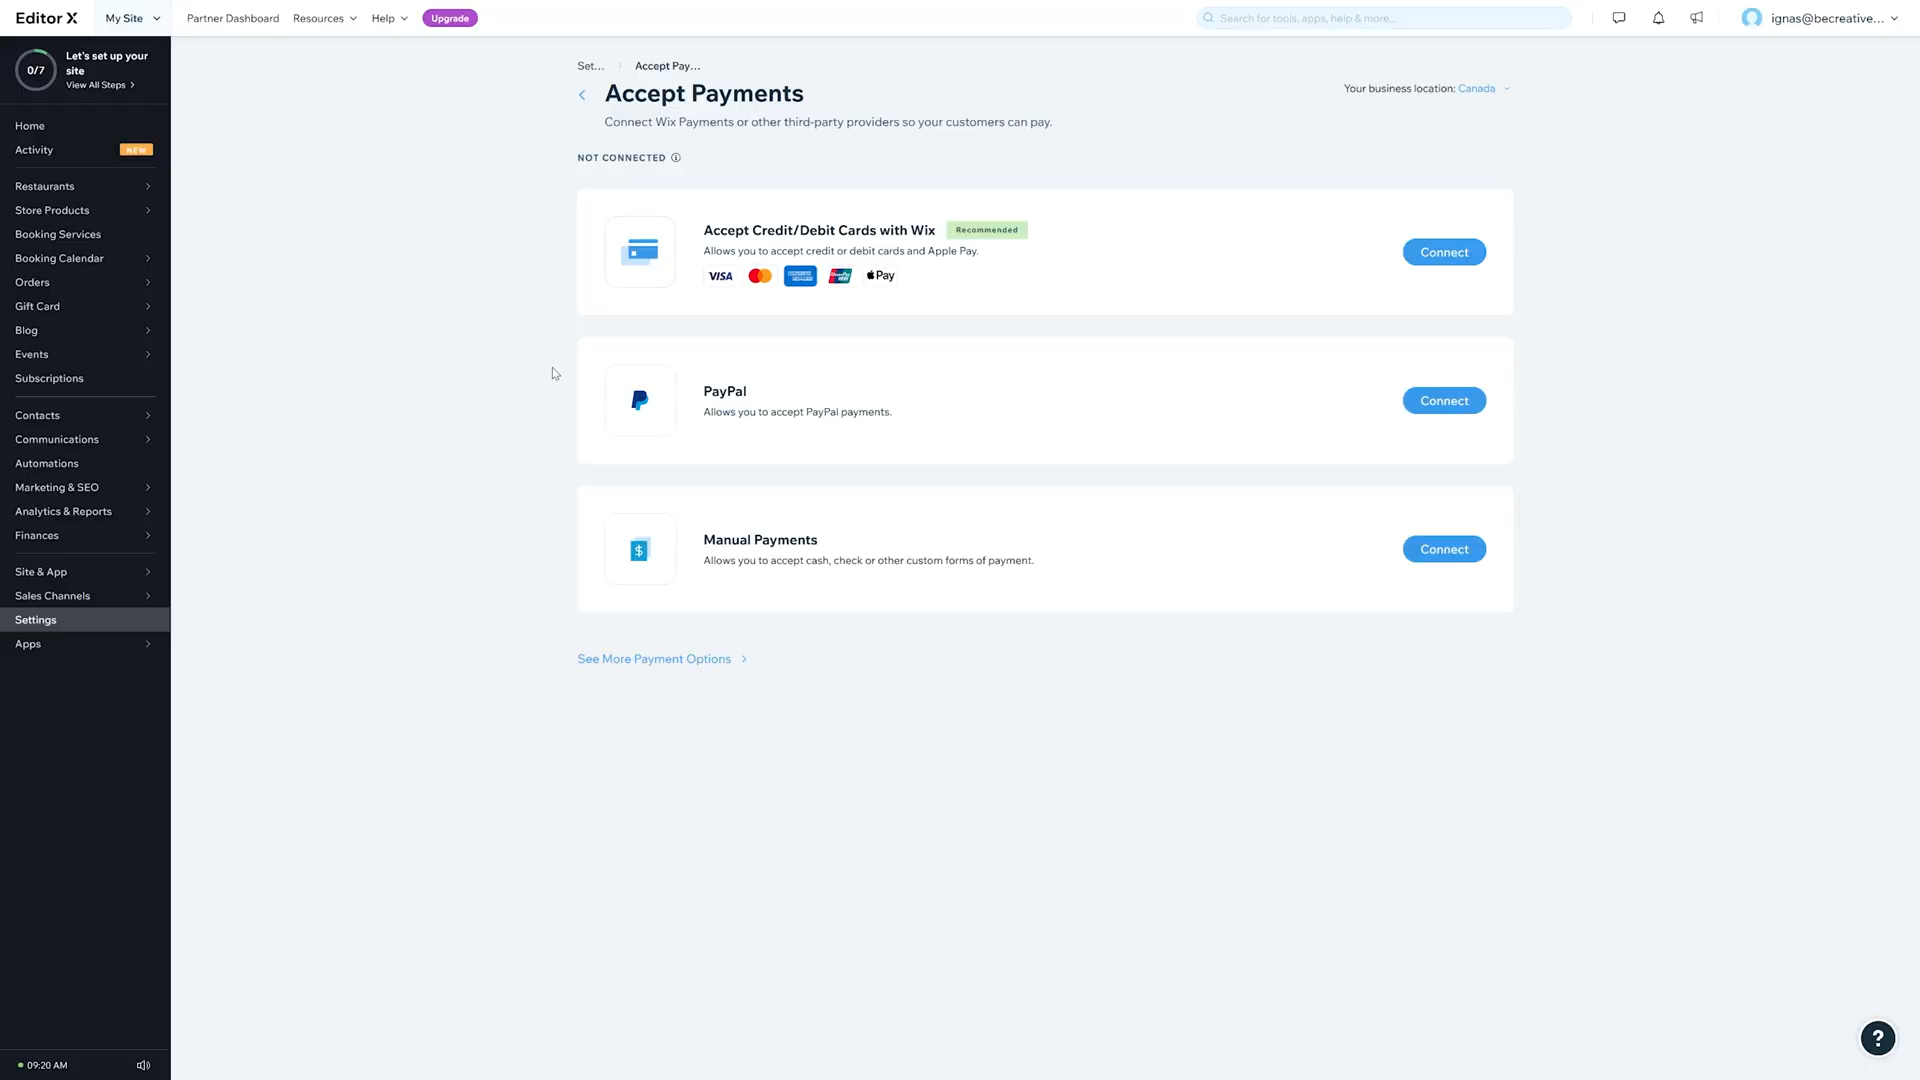 Editor X
My Site
Partner Dashboard
Resources
Help
Upgrade
Search for tools, apps, help & more...
ignas@becreative...
0/7
Let's set up your
site
View All Steps
Home
Activity
NEW
Restaurants
Store Products
Booking Services
Booking Calendar
Orders
Gift Card
Blog
Events
Subscriptions
Contacts
Communications
Automations
Marketing & SEO
Analytics & Reports
Finances
Site & App
Sales Channels
Settings
Apps
09:20 AM
Set...
Accept Pay...
Accept Payments
Your business location: Canada
Connect Wix Payments or other third-party providers so your customers can pay.
NOT CONNECTED
Accept Credit/Debit Cards with Wix
Recommended
Allows you to accept credit or debit cards and Apple Pay.
VISA
Pay
Connect
PayPal
Allows you to accept PayPal payments.
Connect
$
Manual Payments
Allows you to accept cash, check or other custom forms of payment.
Connect
See More Payment Options
?